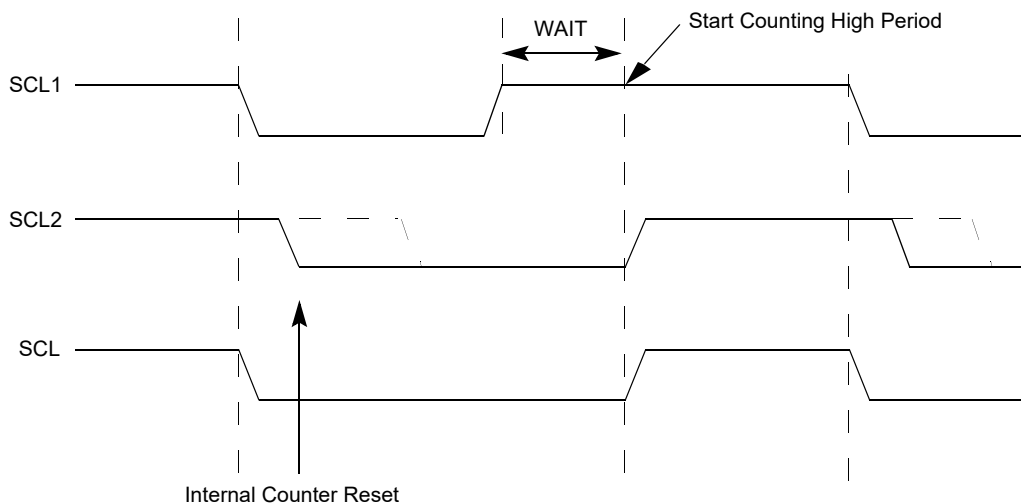 Start Counting High Period
WAIT
SCL1
SCL2
SCL
Internal Counter Reset